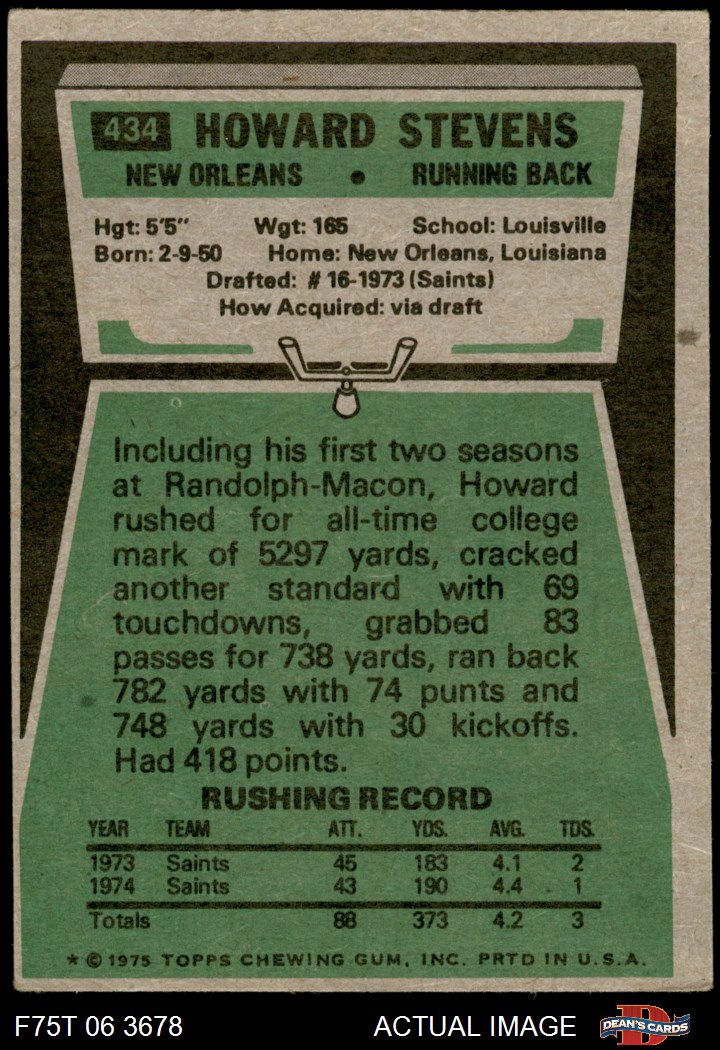 434 HOWARD STEVENS
NEW ORLEANS • RUNNING BACK
Hgt: 5'5" Wgt: 165 School: Louisville
Born: 2-9-50 Home: New Orleans, Louisiana
Drafted: # 16-1973 (Saints)
How Acquired: via draft
Including his first two seasons
at Randolph-Macon, Howard
rushed for all-time college
mark of 5297 yards, cracked
another standard with 69
touchdowns, grabbed 83
passes for 738 yards, ran back
782 yards with 74 punts and
748 yards with 30 kickoffs.
Had 418 points.
RUSHING RECORD
YEAR TEAM ATT. YDS. AVG. TDS.
1973 Saints 45 183 4.1 2
1974 Saints 43 190 4.4 1
Totals 88 373 4.2 3
* © 1975 TOPPS CHEWING GUM, INC. PRTD IN U.S.A.
F75T 06 3678 ACTUAL IMAGE D DEAN'S CARDS